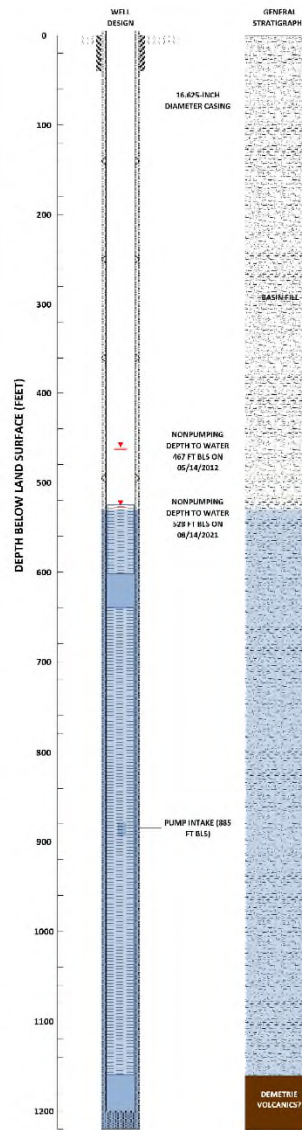 WELL
DESIGN
GENERAL
STRATIGRAPH
0
100
200
300
400
500
600
700
800
900
1000
1100
1200
DEPTH BELOW LAND SURFACE (FEET)
16.625-INCH
DIAMETER CASING
BASIN FILL
NONPUMPING
DEPTH TO WATER
467 FT BLS ON
05/14/2012
NONPUMPING
DEPTH TO WATER
528 FT BLS ON
08/14/2021
PUMP INTAKE (885
FT BLS)
DEMETRIE
VOLCANICS?